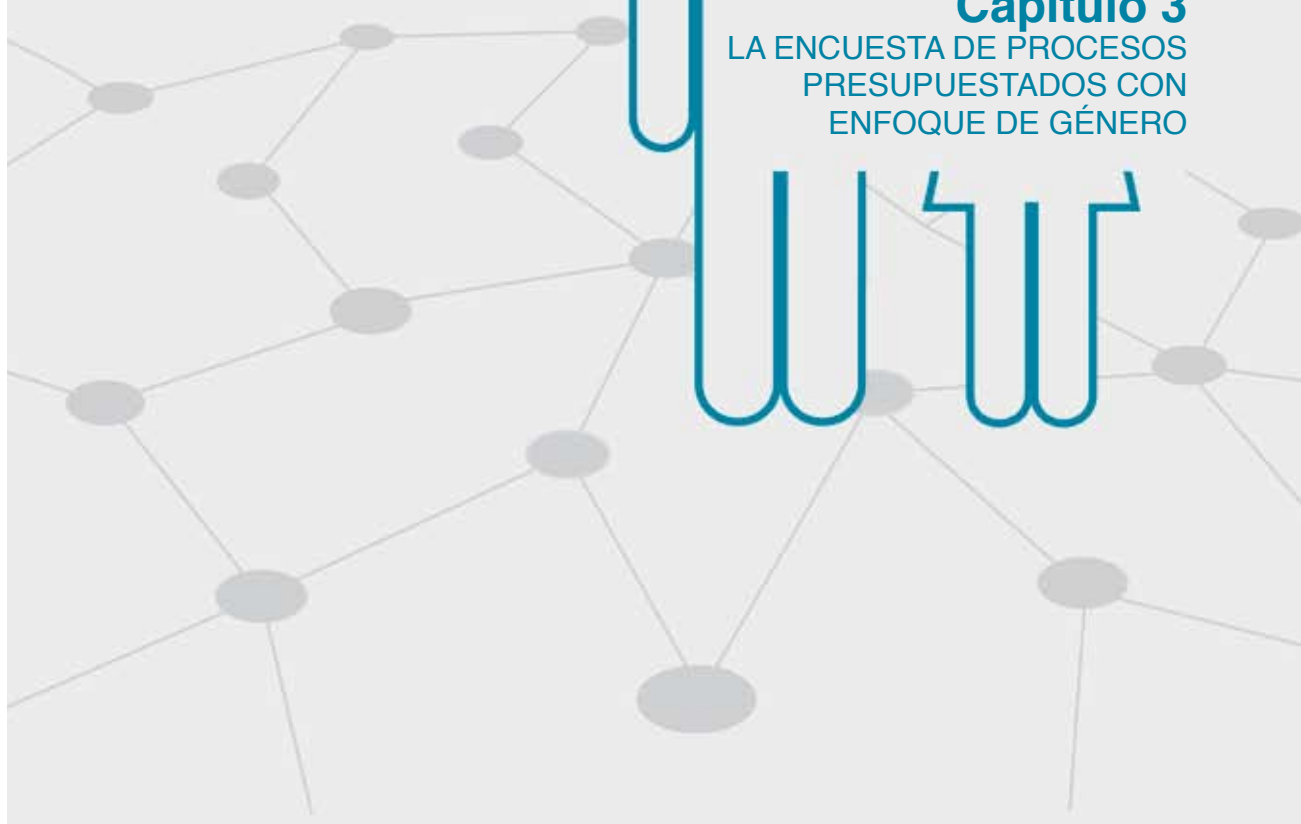 Capítulo 3
LA ENCUESTA DE PROCESOS
PRESUPUESTADOS CON
ENFOQUE DE GÉNERO